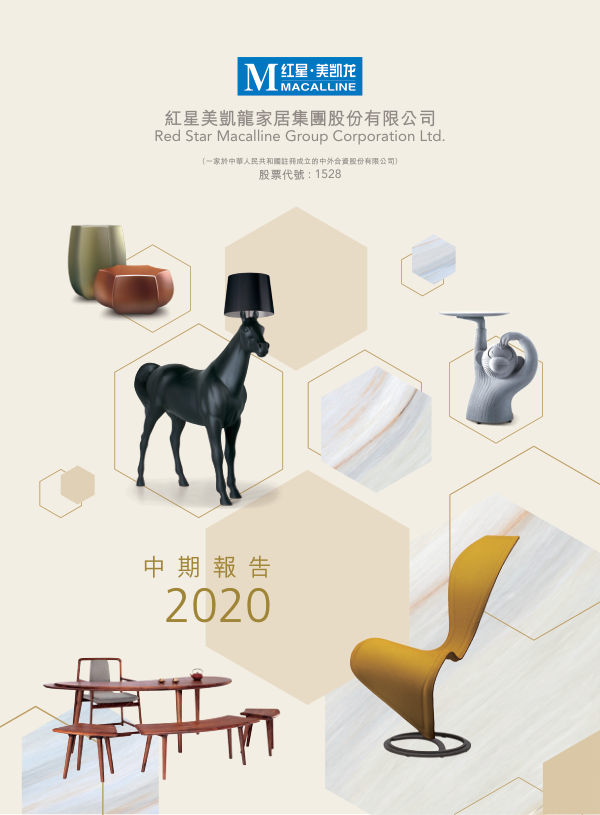 M 红星·美凯龙
MACALLINE
紅星美凱龍家居集團股份有限公司
Red Star Macalline Group Corporation Ltd.
（一家於中華人民共和國註冊成立的中外合資股份有限公司）
股票代號：1528
中期報告
2020